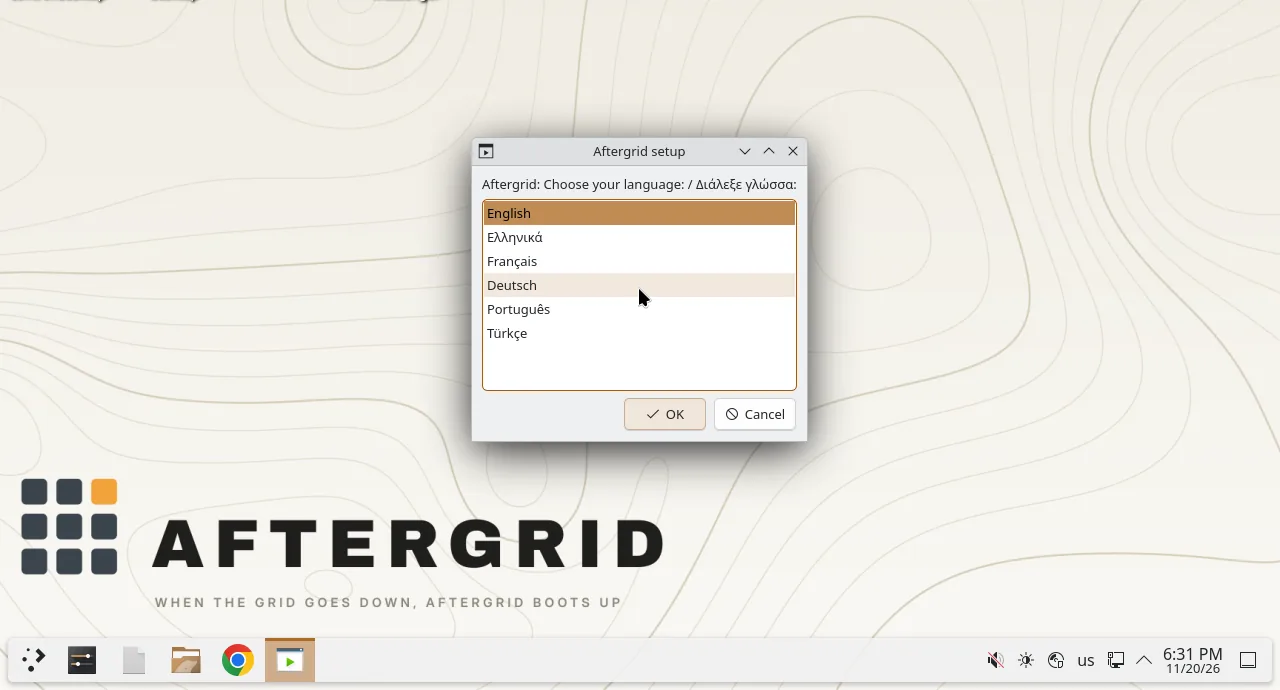 Aftergrid setup
Aftergrid: Choose your language: / Διάλεξε γλώσσα:
English
Ελληνικά
Français
Deutsch
Português
Türkçe
OK
Cancel
AFTERGRID
WHEN THE GRID GOES DOWN, AFTERGRID BOOTS UP
us
6:31 PM
11/20/26